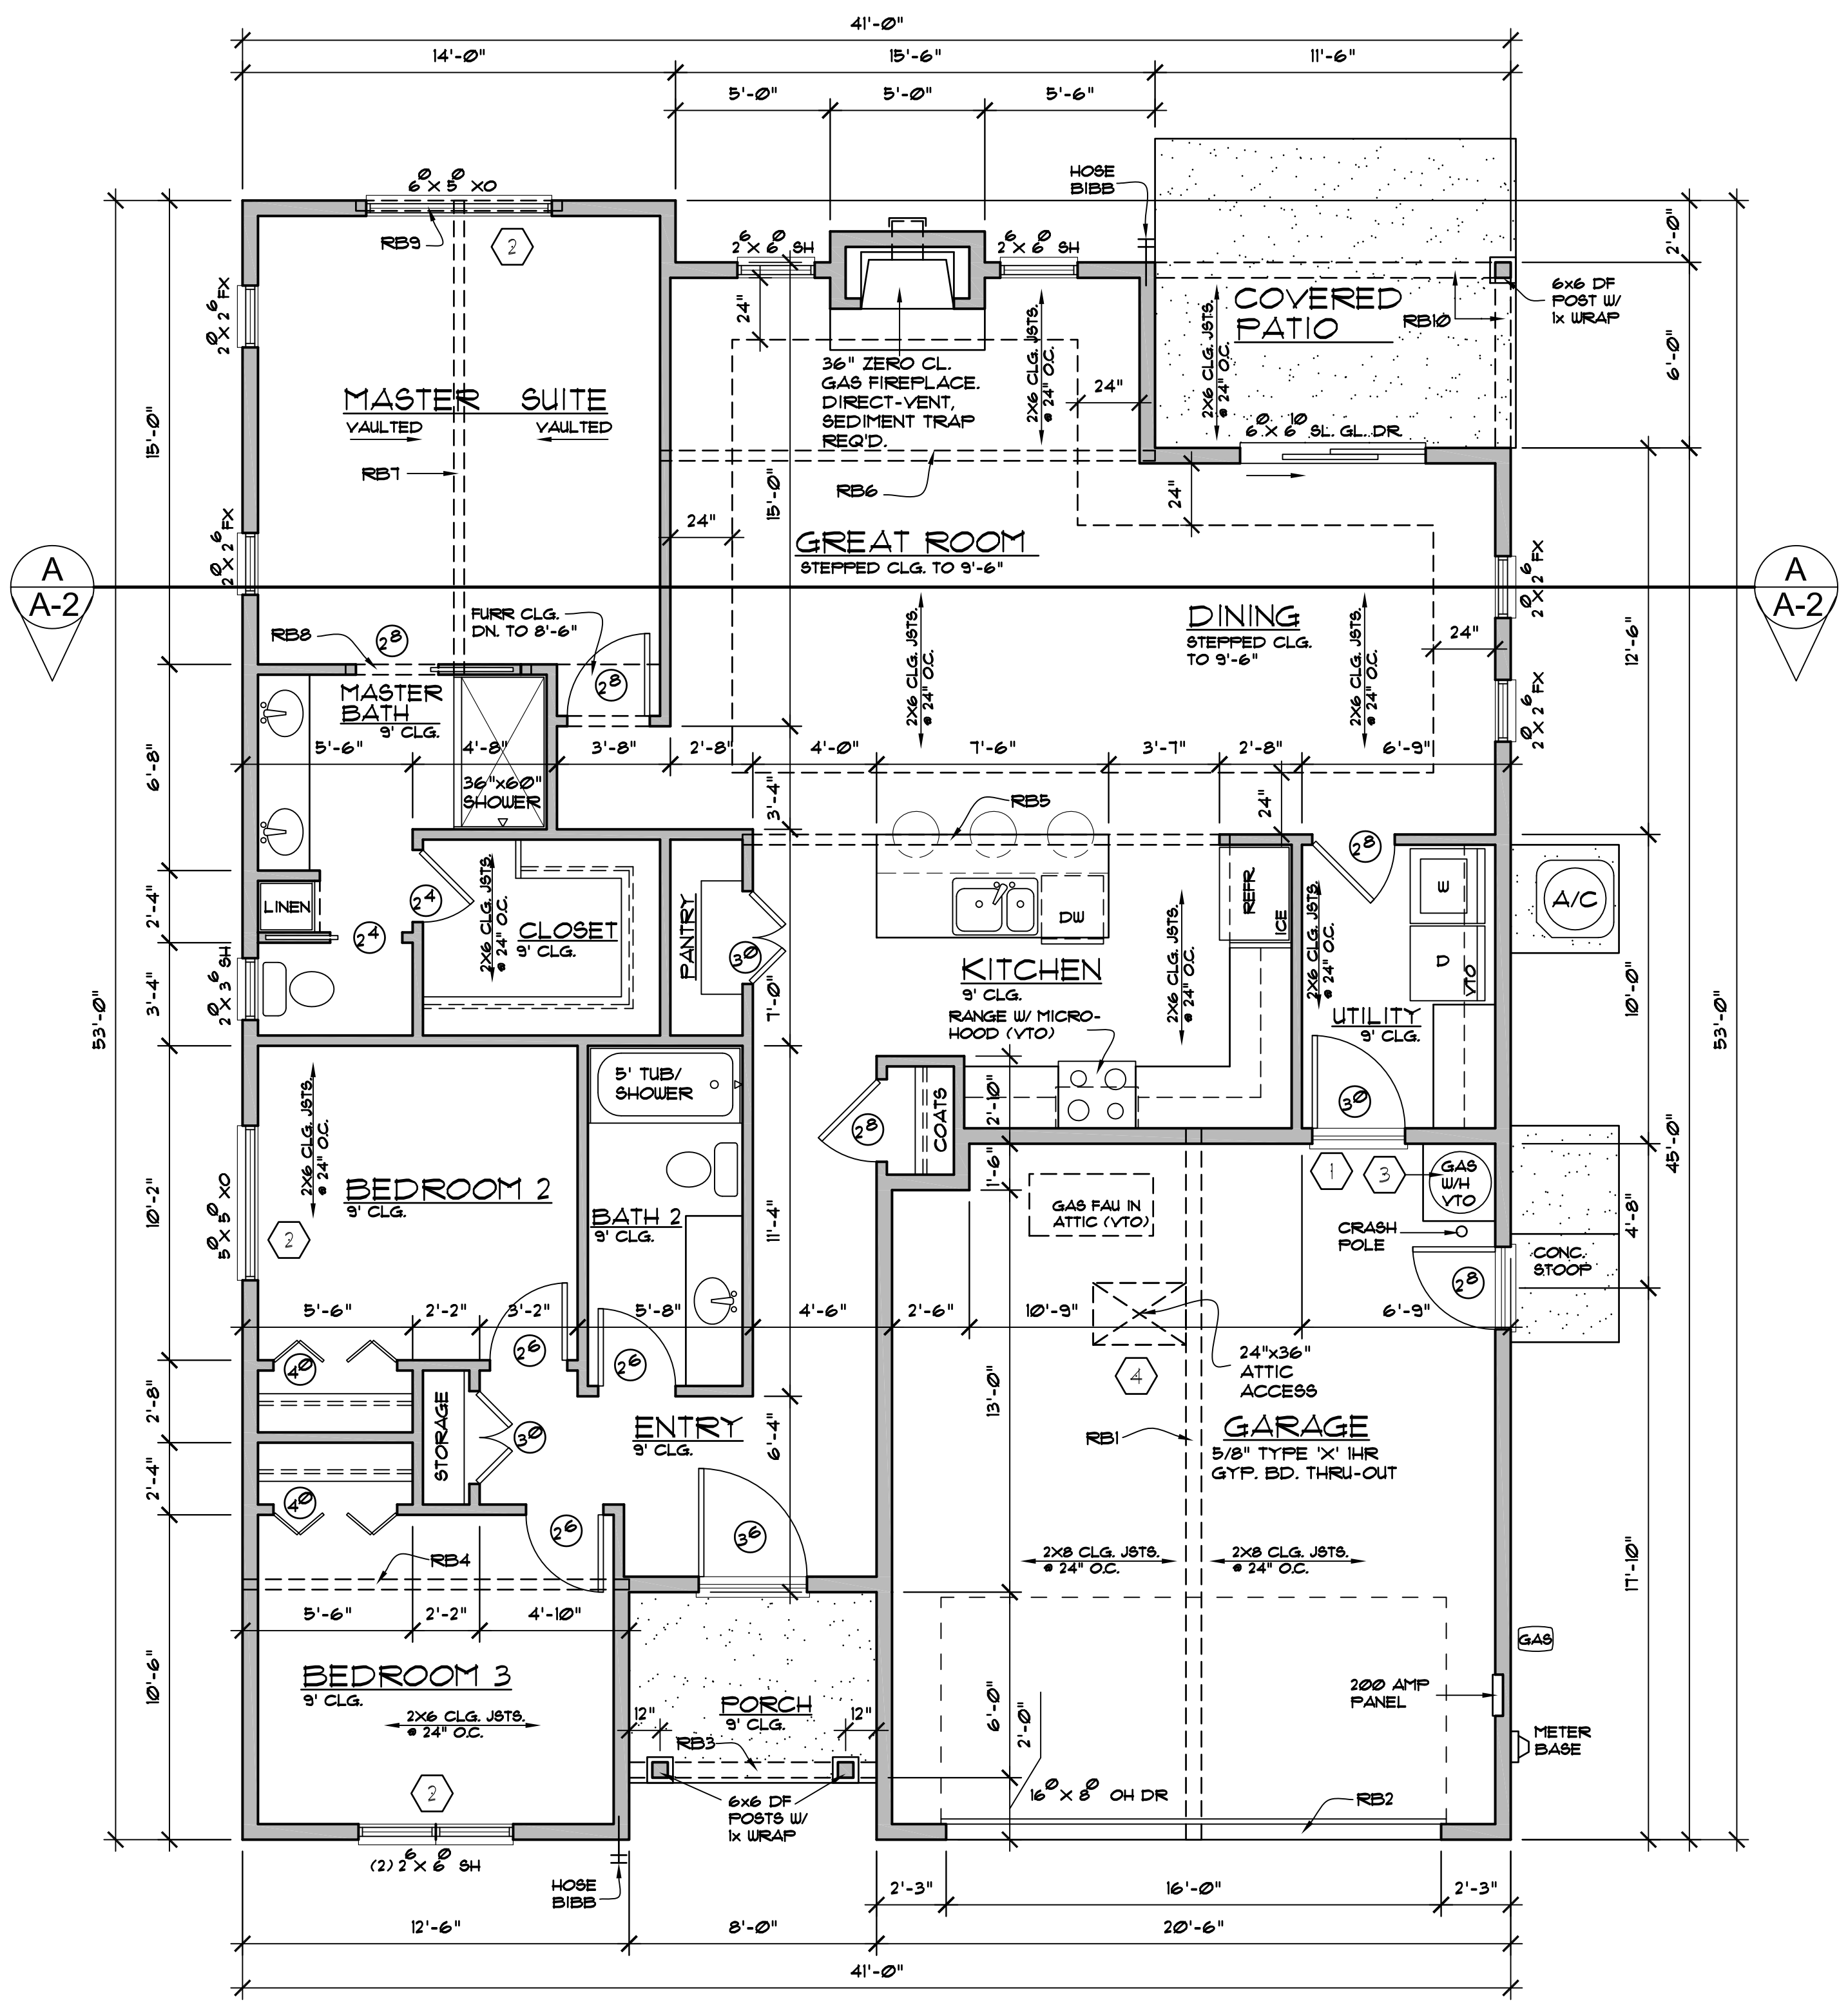 41'-0"
14'-0"
15'-6"
11'-6"
5'-0"
5'-0"
5'-6"
HOSE
BIBB
6⁰ X 5⁰ XO
RB9
2
2⁶ X 6⁰ SH
2⁶ X 6⁰ SH
2'-0"
COVERED
PATIO
RB10
6x6 DF
POST W/
1x WRAP
2⁰ X 2⁶ FX
24"
2X6 CLG. JSTS.
@ 24" O.C.
2X6 CLG. JSTS.
@ 24" O.C.
6'-0"
36" ZERO CL.
GAS FIREPLACE.
DIRECT-VENT,
SEDIMENT TRAP
REQ'D.
24"
MASTER SUITE
VAULTED
VAULTED
6⁰ X 6¹⁰ SL. GL. DR
15'-0"
RB7
RB6
15'-0"
24"
24"
2⁰ X 2⁶ FX
GREAT ROOM
STEPPED CLG. TO 9'-6"
2⁰ X 2⁶ FX
A
A-2
A
A-2
FURR CLG.
DN. TO 8'-6"
RB8
2⁸
2⁸
DINING
STEPPED CLG.
TO 9'-6"
2X6 CLG. JSTS.
@ 24" O.C.
2X6 CLG. JSTS.
@ 24" O.C.
24"
12'-6"
2⁰ X 2⁶ FX
MASTER
BATH
9' CLG.
5'-6"
4'-8"
3'-8"
2'-8"
4'-0"
7'-6"
3'-7"
2'-8"
6'-9"
6'-8"
36"x60"
SHOWER
3'-4"
RB5
24"
2⁸
LINEN
2'-4"
2⁴
2⁴
2X6 CLG. JSTS.
@ 24" O.C.
CLOSET
9' CLG.
PANTRY
3⁰
DW
REFR
ICE
2X6 CLG. JSTS.
@ 24" O.C.
2X6 CLG. JSTS.
@ 24" O.C.
W
D
VTO
A/C
2⁰ X 3⁶ SH
3'-4"
7'-0"
KITCHEN
9' CLG.
RANGE W/ MICRO-
HOOD (VTO)
UTILITY
9' CLG.
10'-0"
53'-0"
53'-0"
5' TUB/
SHOWER
2⁸
COATS
2'-10"
3⁰
45'-0"
2X6 CLG. JSTS.
@ 24" O.C.
BEDROOM 2
9' CLG.
10'-2"
5⁰ X 5⁰ XO
2
BATH 2
9' CLG.
11'-4"
1'-6"
GAS FAU IN
ATTIC (VTO)
1
3
GAS
W/H
VTO
CRASH
POLE
4'-8"
CONC.
STOOP
2⁸
5'-6"
2'-2"
3'-2"
5'-8"
4'-6"
2'-6"
10'-9"
6'-9"
4⁰
2⁶
2⁶
24"x36"
ATTIC
ACCESS
4
2'-8"
STORAGE
3⁰
ENTRY
9' CLG.
6'-4"
13'-0"
RB1
GARAGE
5/8" TYPE 'X' 1HR
GYP. BD. THRU-OUT
2'-4"
4⁰
2⁶
3⁶
RB4
2X8 CLG. JSTS.
@ 24" O.C.
2X8 CLG. JSTS.
@ 24" O.C.
17'-10"
5'-6"
2'-2"
4'-10"
GAS
BEDROOM 3
9' CLG.
10'-6"
2X6 CLG. JSTS.
@ 24" O.C.
12"
PORCH
9' CLG.
12"
RB3
6'-0"
2'-0"
200 AMP
PANEL
METER
BASE
2
6x6 DF
POSTS W/
1x WRAP
16⁰ X 8⁰ OH DR
RB2
(2) 2⁶ X 6⁰ SH
HOSE
BIBB
2'-3"
16'-0"
2'-3"
12'-6"
8'-0"
20'-6"
41'-0"